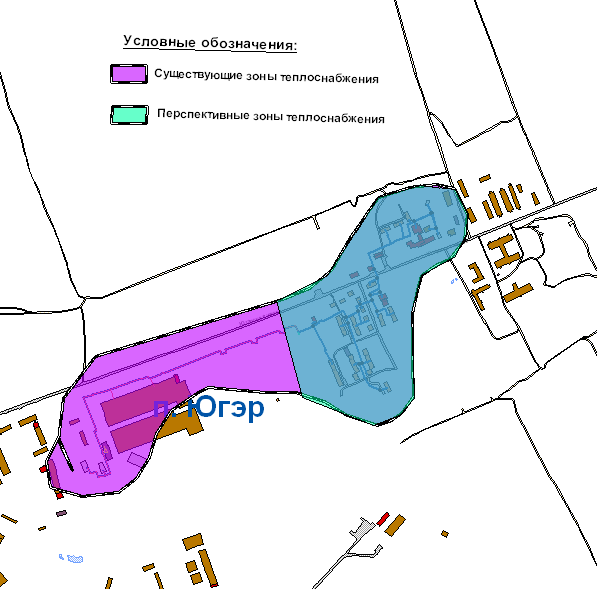 Условные обозначения:
Существующие зоны теплоснабжения
Перспективные зоны теплоснабжения
п. Югэр